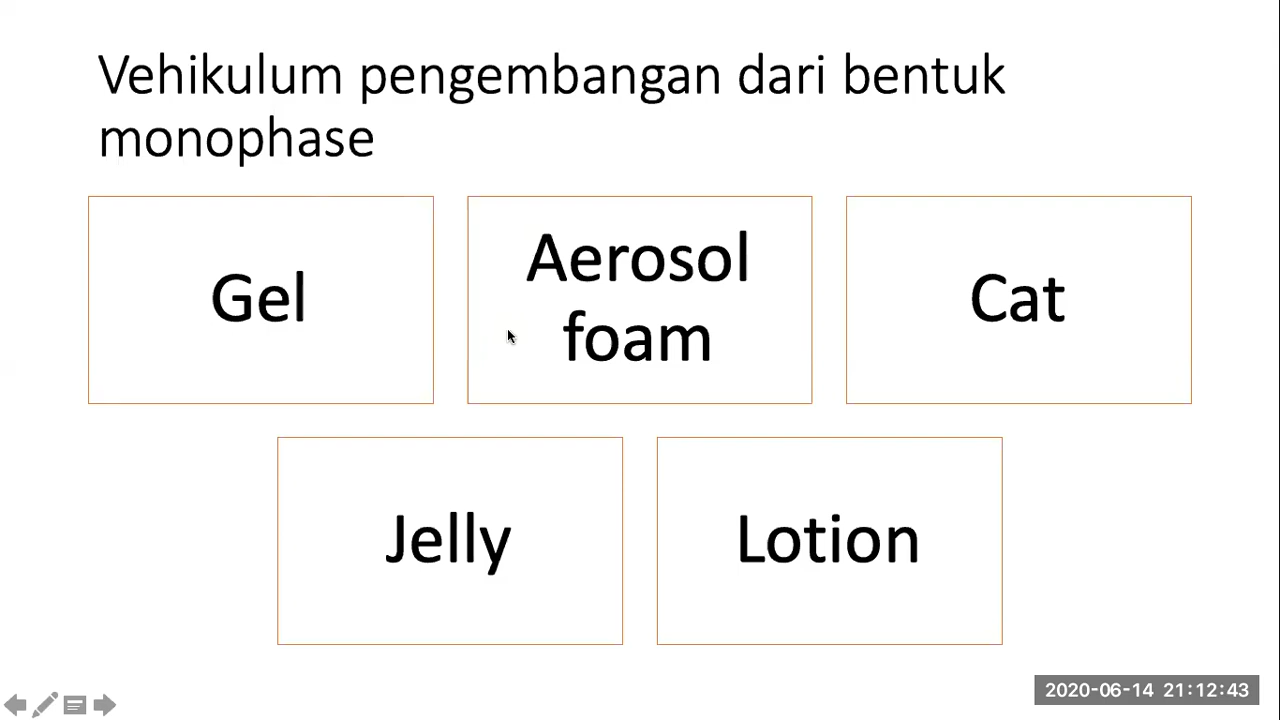 Vehikulum pengembangan dari bentuk
monophase
Gel
Aerosol
foam
Cat
Jelly
Lotion
2020-06-14 21:12:43